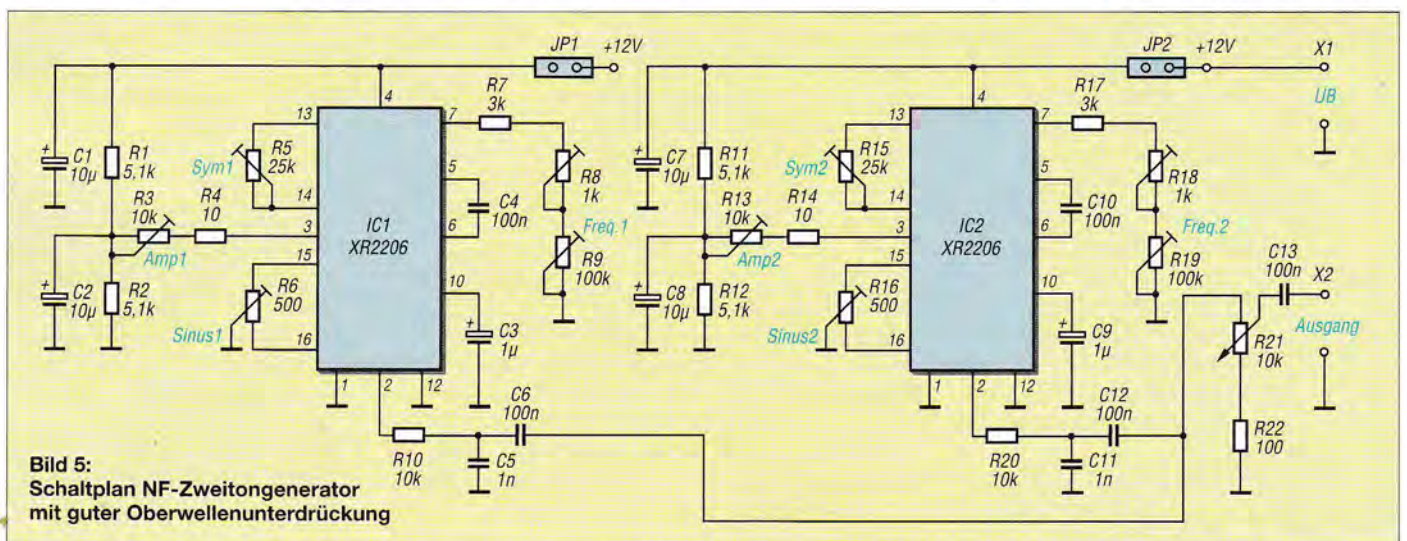 JP1 +12V
JP2 +12V X1
UB
C1
10µ
R1
5,1k
R3
10k
R4
10
Amp1
C2
10µ
R2
5,1k
Sym1
R5
25k
R6
500
Sinus1
13
14
3
15
16
4
IC1
XR2206
7
5
6
10
1
2
12
R7
3k
R8
1k
Freq.1
R9
100k
C4
100n
C3
1µ
R10
10k
C5
1n
C6
100n
C7
10µ
R11
5,1k
R13
10k
R14
10
Amp2
C8
10µ
R12
5,1k
Sym2
R15
25k
R16
500
Sinus2
13
14
3
15
16
4
IC2
XR2206
7
5
6
10
1
2
12
R17
3k
R18
1k
Freq.2
R19
100k
C10
100n
C9
1µ
R20
10k
C11
1n
C12
100n
C13
100n
X2
Ausgang
R21
10k
R22
100
Bild 5:
Schaltplan NF-Zweitongenerator
mit guter Oberwellenunterdrückung